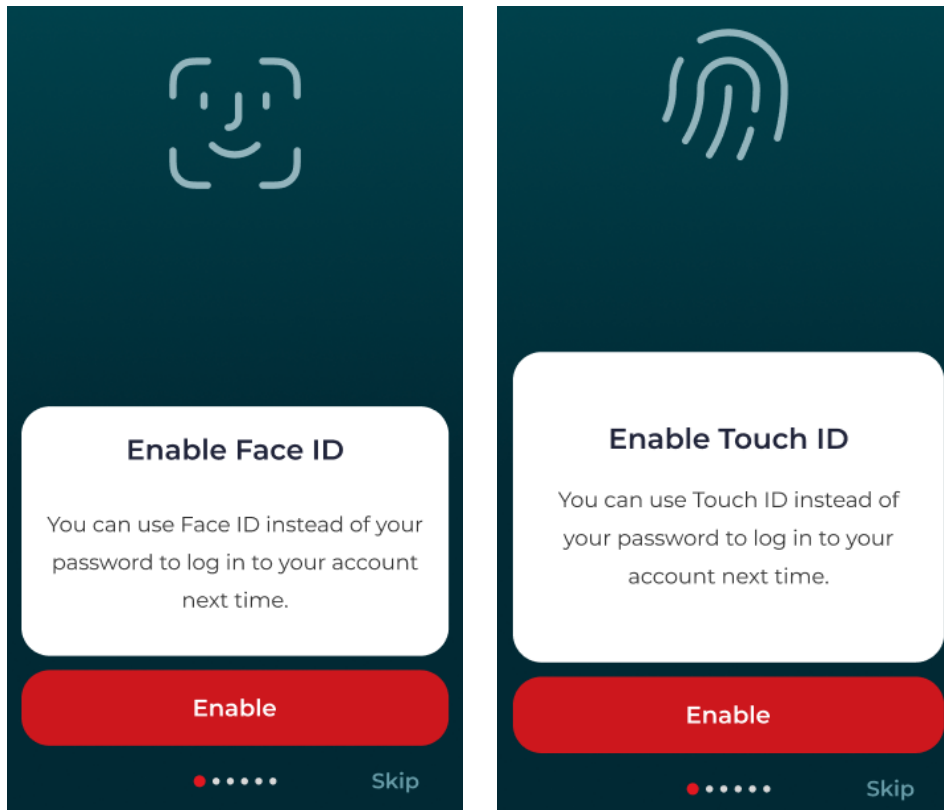 Enable Face ID
You can use Face ID instead of your
password to log in to your account
next time.
Enable
Skip
Enable Touch ID
You can use Touch ID instead of
your password to log in to your
account next time.
Enable
Skip